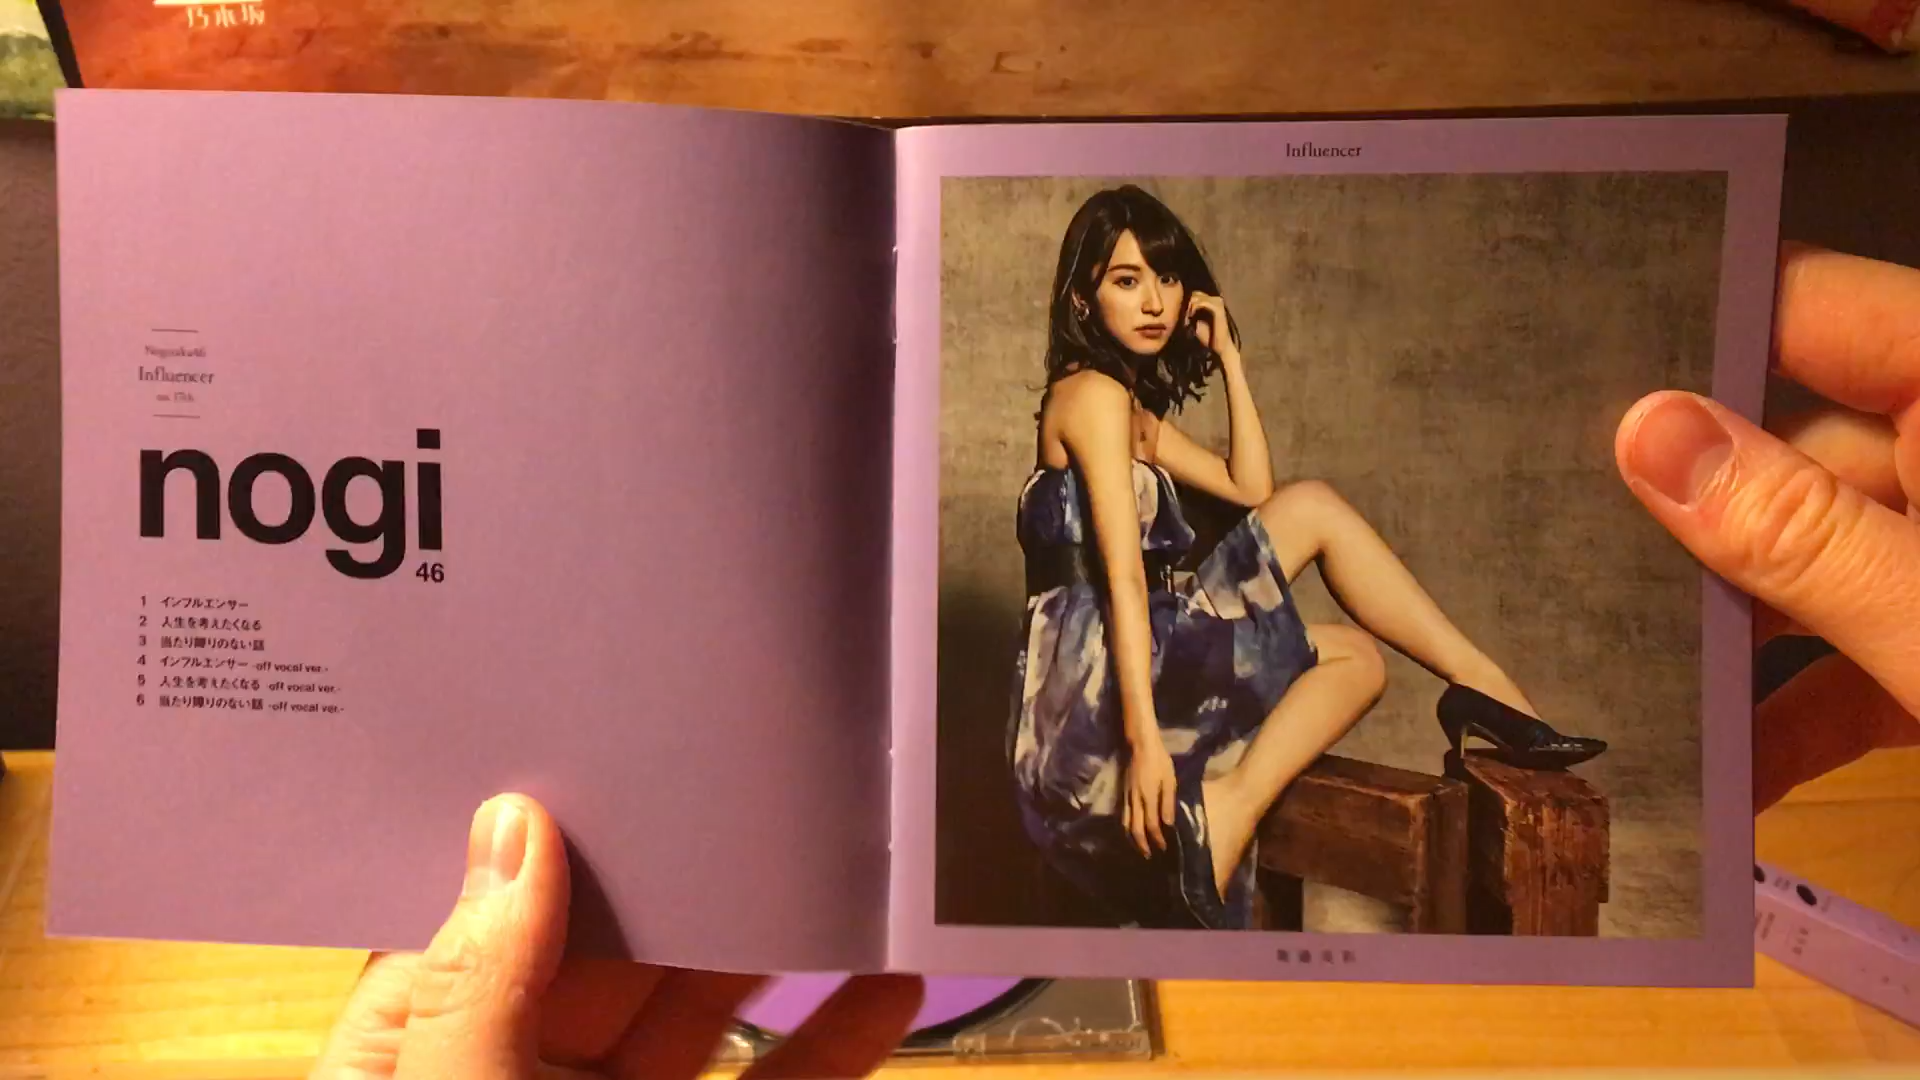 乃木坂
Nogizaka46
Influencer
nogi
46
1 インフルエンサー
2 人生を考えたくなる
3 当たり障りのない話
4 インフルエンサー -off vocal ver.-
5 人生を考えたくなる -off vocal ver.-
6 当たり障りのない話 -off vocal ver.-
Influencer